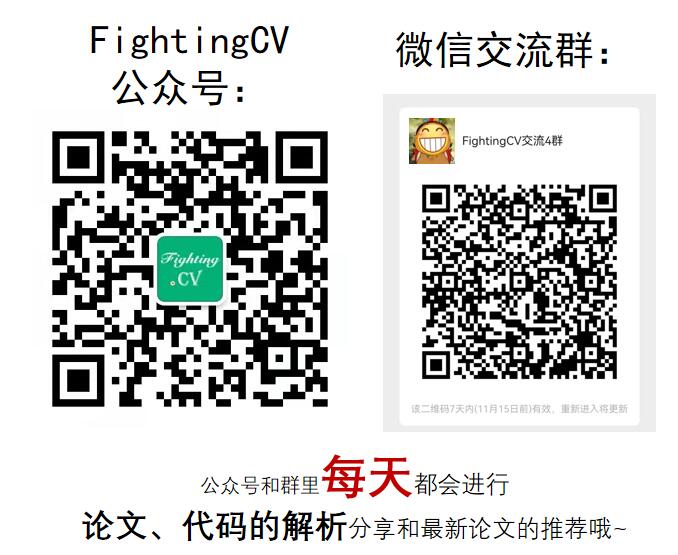 FightingCV
公众号：
微信交流群：
FightingCV交流4群
Fighting
.CV
该二维码7天内(11月15日前)有效，重新进入将更新
公众号和群里每天都会进行
论文、代码的解析分享和最新论文的推荐哦~